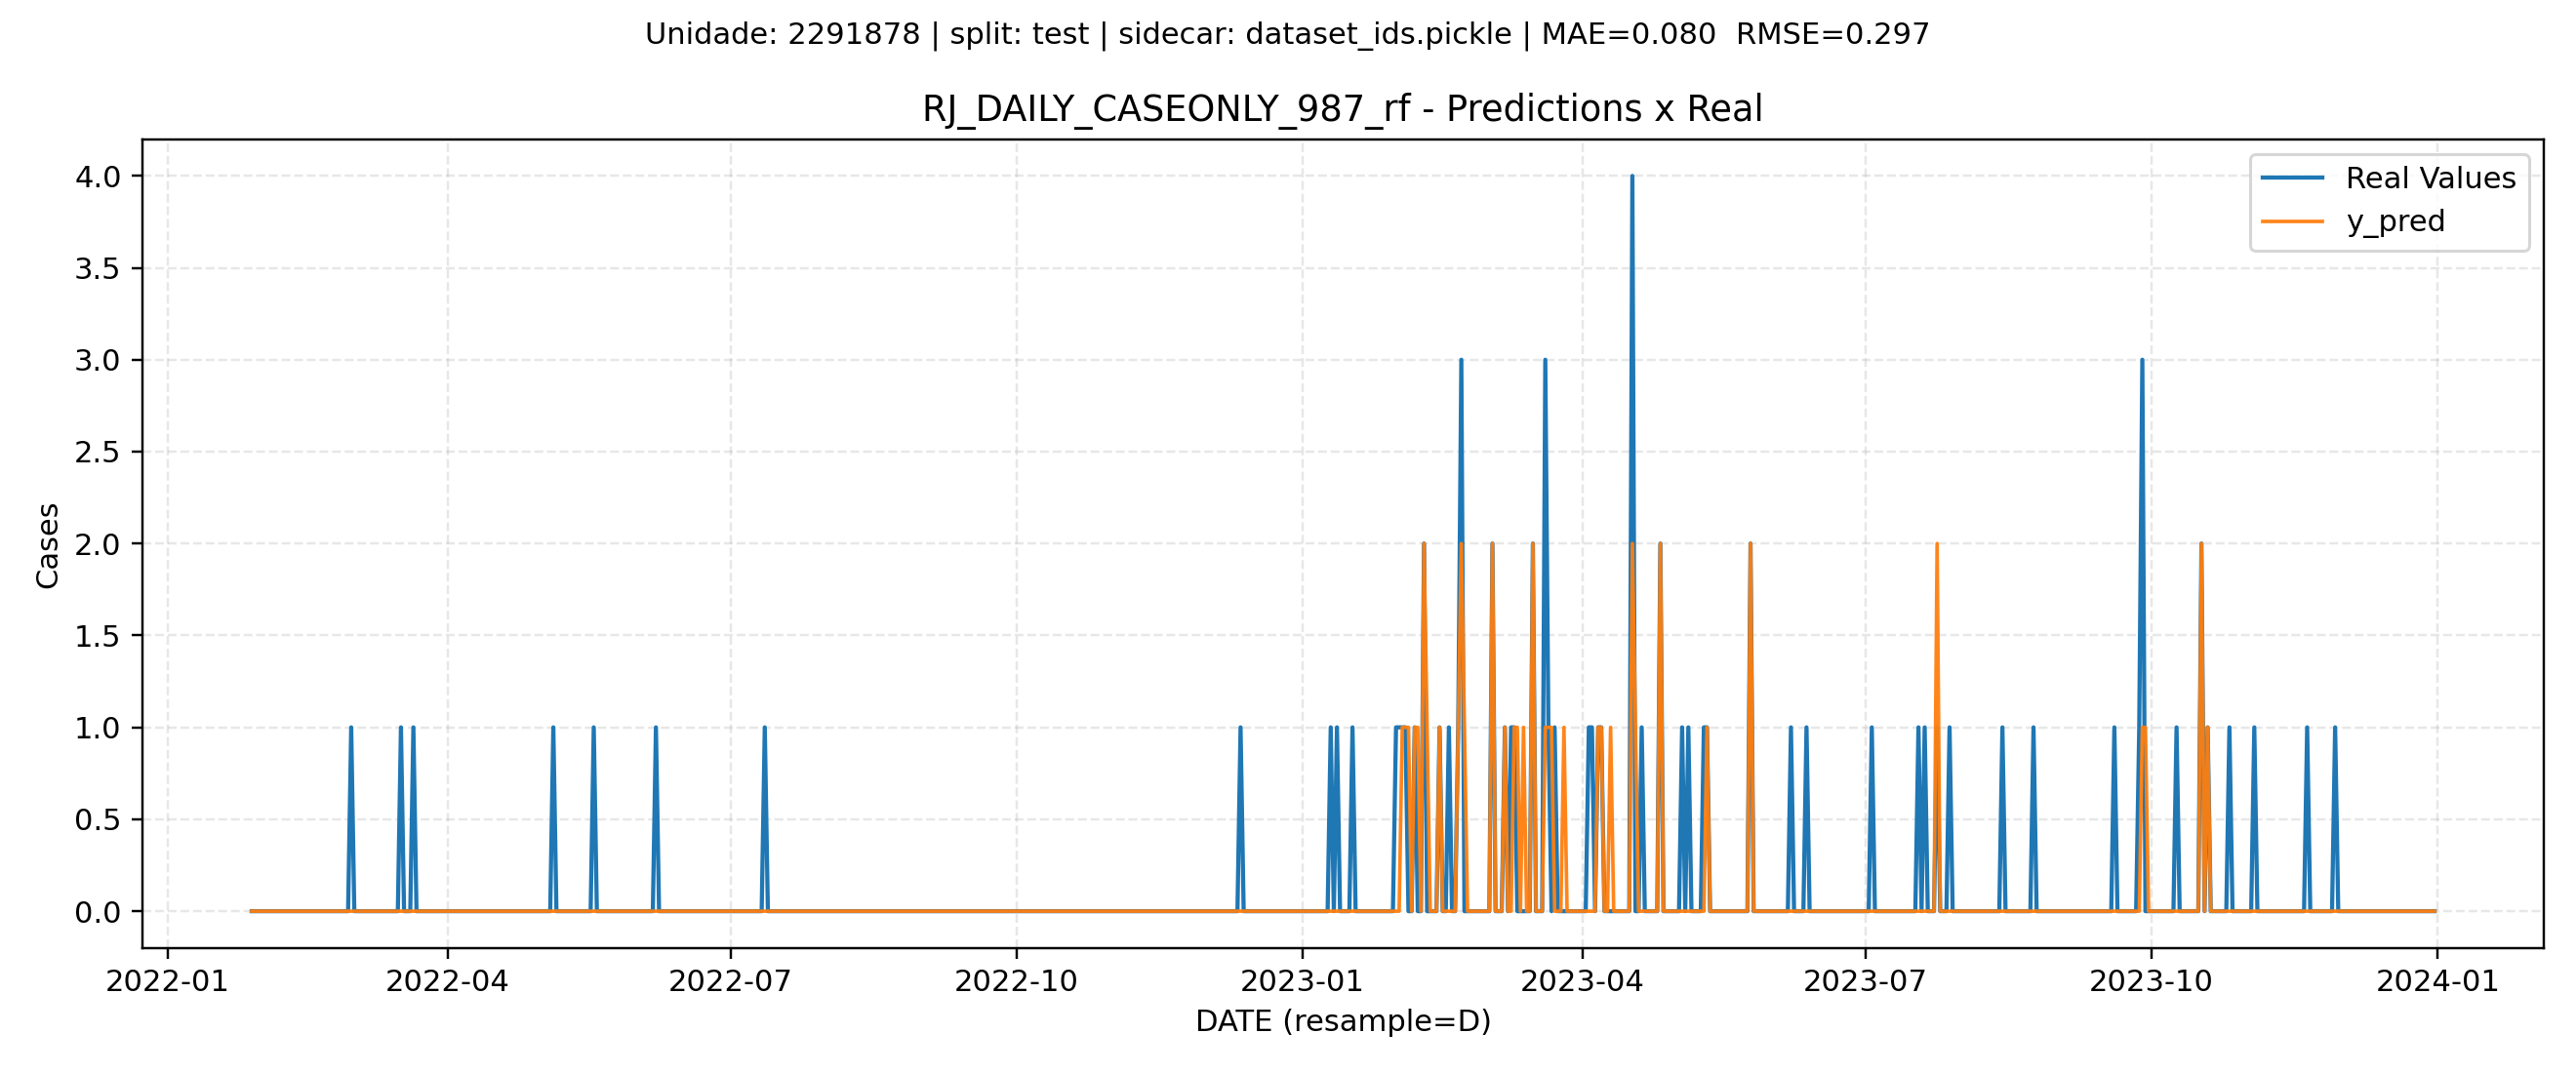 Unidade: 2291878 | split: test | sidecar: dataset_ids.pickle | MAE=0.080  RMSE=0.297
RJ_DAILY_CASEONLY_987_rf - Predictions x Real
Real Values
y_pred
4.0
3.5
3.0
2.5
2.0
1.5
1.0
0.5
0.0
Cases
2022-01 2022-04 2022-07 2022-10 2023-01 2023-04 2023-07 2023-10 2024-01
DATE (resample=D)